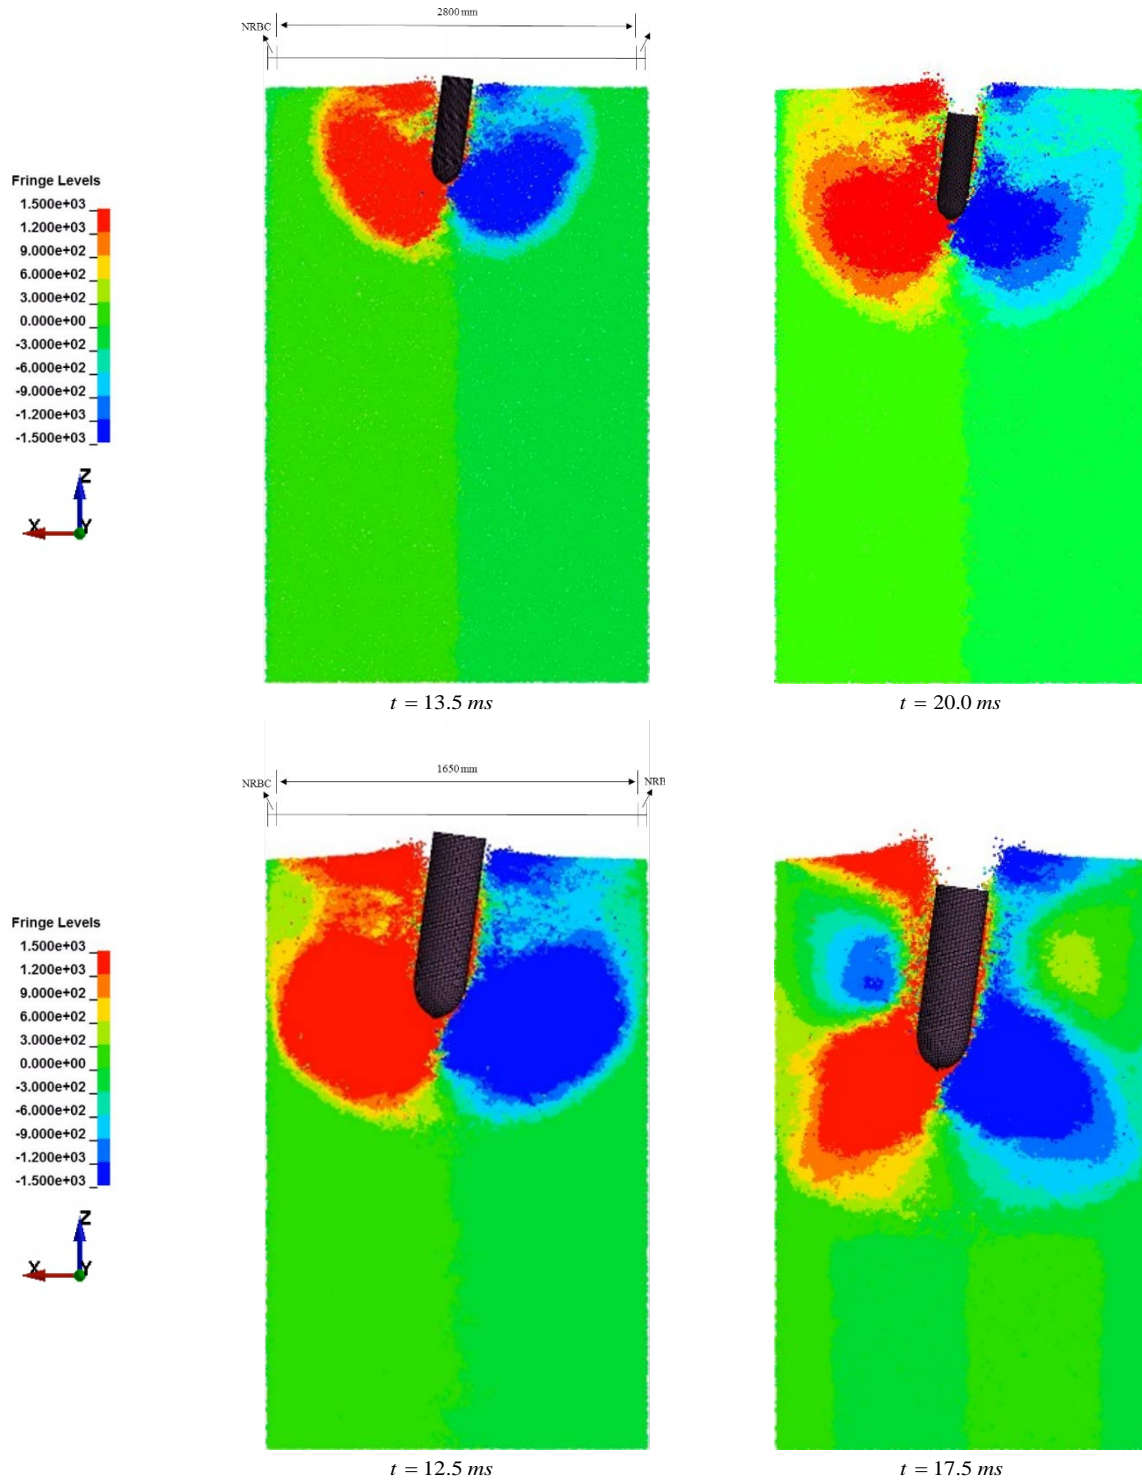 2800mm
NRBC
Fringe Levels
1.500e+03
1.200e+03
9.000e+02
6.000e+02
3.000e+02
0.000e+00
-3.000e+02
-6.000e+02
-9.000e+02
-1.200e+03
-1.500e+03
Z
X
Y
t = 13.5 ms
t = 20.0 ms
1650mm
NRBC
NRB
Fringe Levels
1.500e+03
1.200e+03
9.000e+02
6.000e+02
3.000e+02
0.000e+00
-3.000e+02
-6.000e+02
-9.000e+02
-1.200e+03
-1.500e+03
Z
X
Y
t = 12.5 ms
t = 17.5 ms